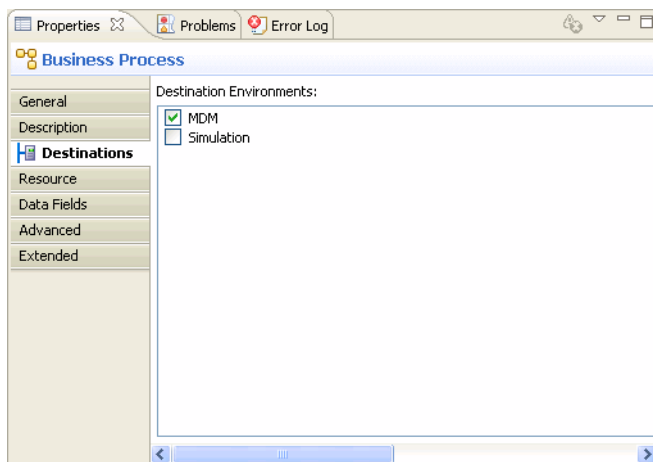 Properties Problems Error Log
Business Process
Destination Environments:
General
MDM
Description
Simulation
Destinations
Resource
Data Fields
Advanced
Extended